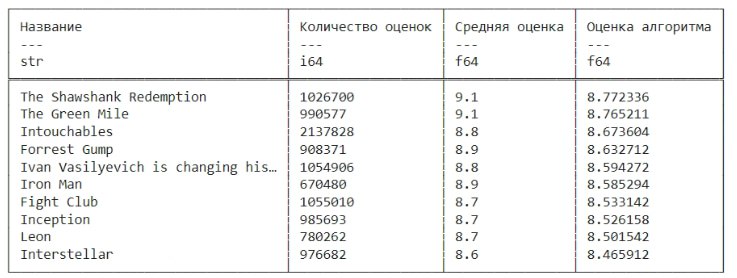 Название Количество оценок Средняя оценка Оценка алгоритма
--- --- --- ---
str i64 f64 f64
The Shawshank Redemption 1026700 9.1 8.772336
The Green Mile 990577 9.1 8.765211
Intouchables 2137828 8.8 8.673604
Forrest Gump 908371 8.9 8.632712
Ivan Vasilyevich is changing his… 1054906 8.8 8.594272
Iron Man 670480 8.9 8.585294
Fight Club 1055010 8.7 8.533142
Inception 985693 8.7 8.526158
Leon 780262 8.7 8.501542
Interstellar 976682 8.6 8.465912